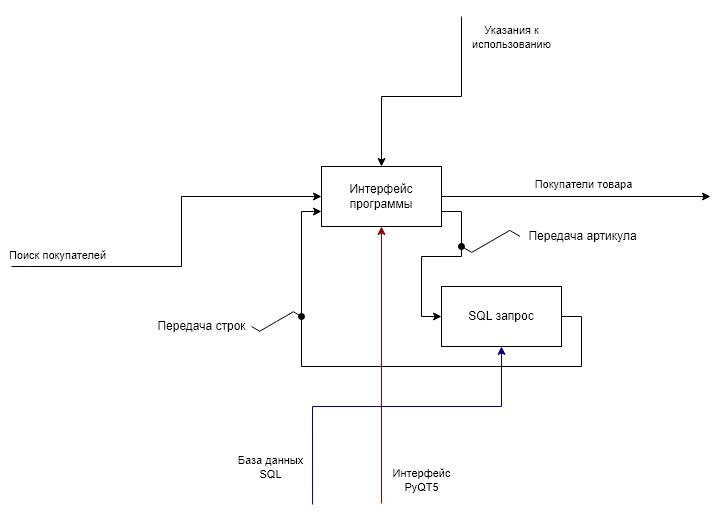 Указания к
использованию
Интерфейс
программы
Покупатели товара
Передача артикула
Поиск покупателей
SQL запрос
Передача строк
База данных
SQL
Интерфейс
PyQT5